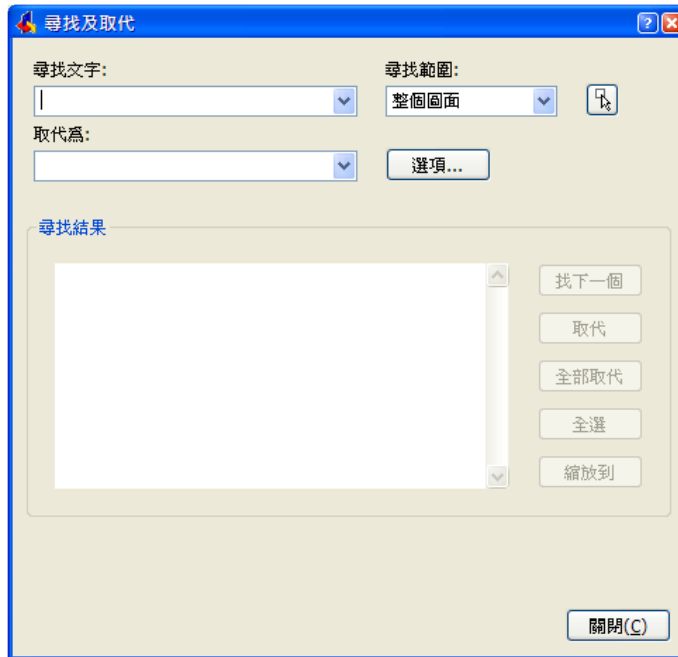 尋找及取代
尋找文字:
尋找範圍:
整個圖面
取代為:
選項...
尋找結果
找下一個
取代
全部取代
全選
縮放到
關閉(C)